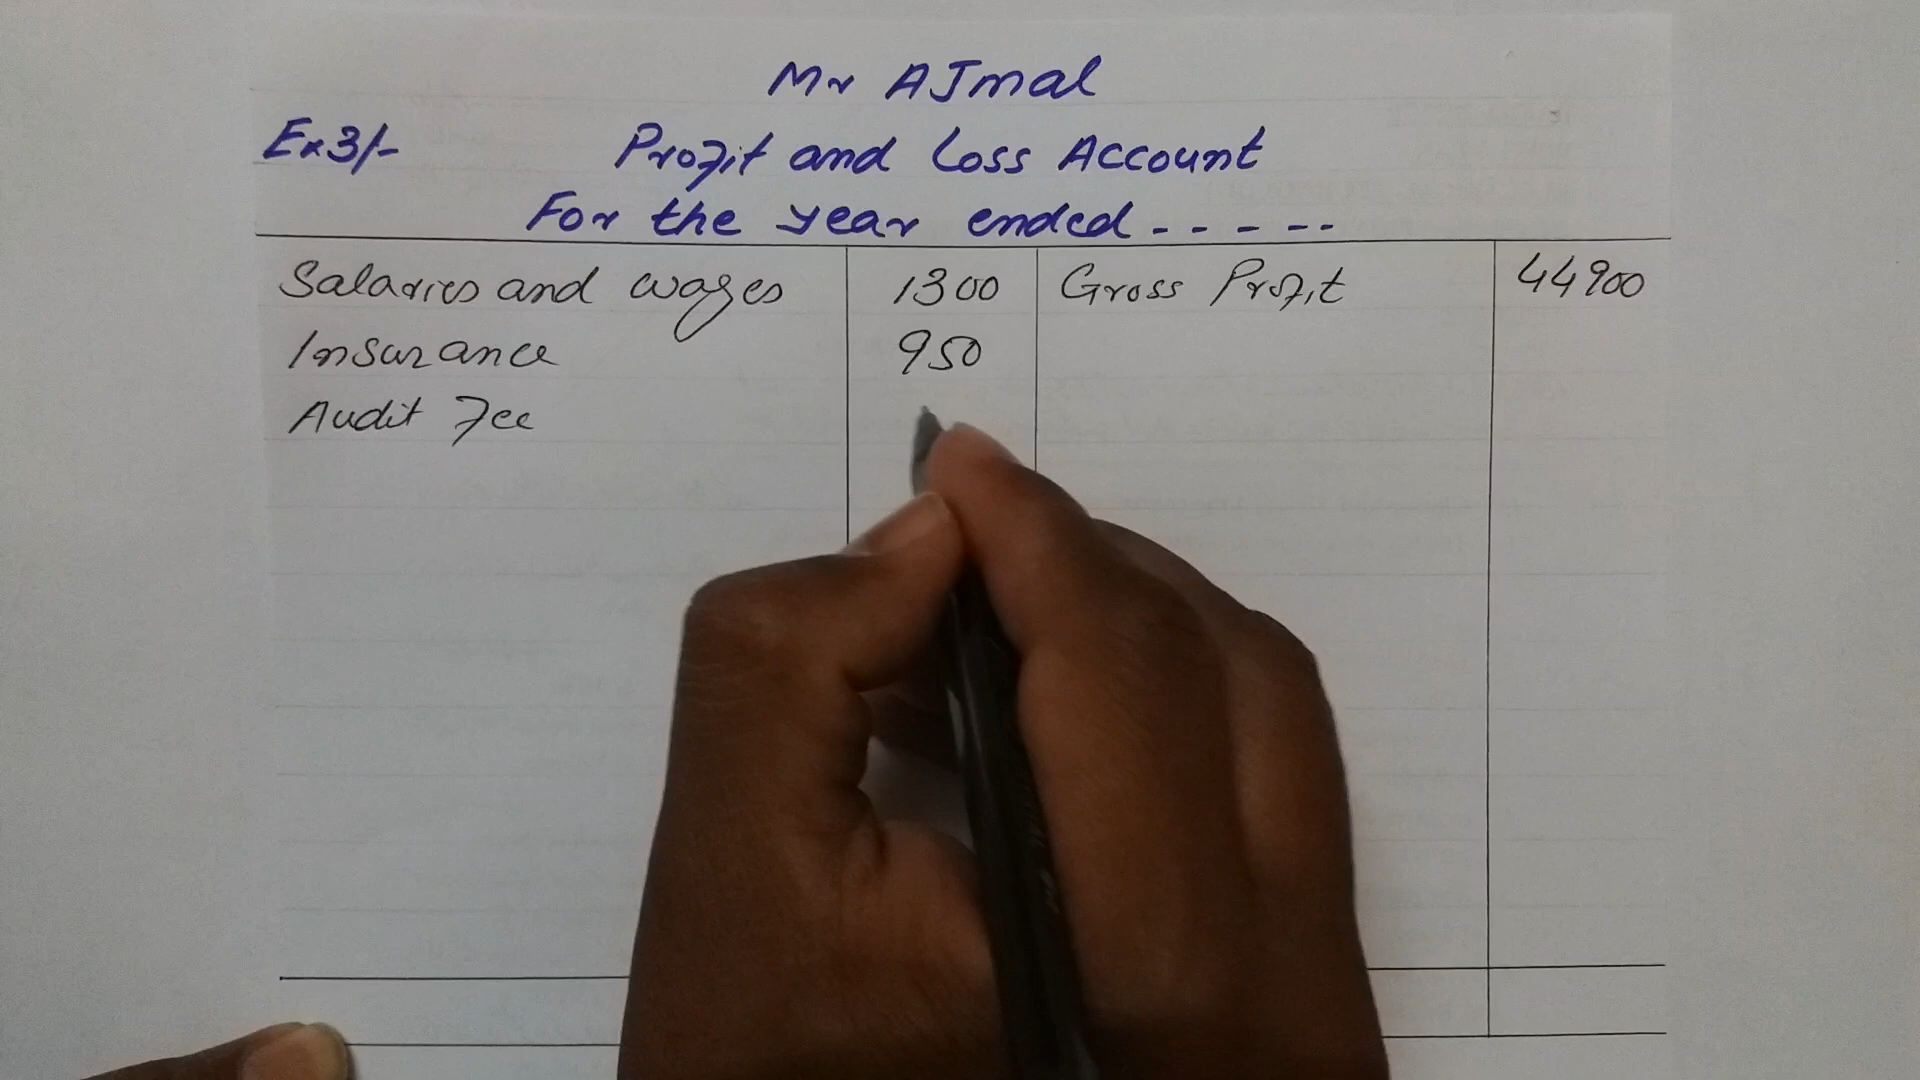 Mr AJmal
Ex3/-
Profit and Loss Account
For the year ended-----
Salaries and wages 1300 Gross Profit 44900
Insurance 950
Audit Fee